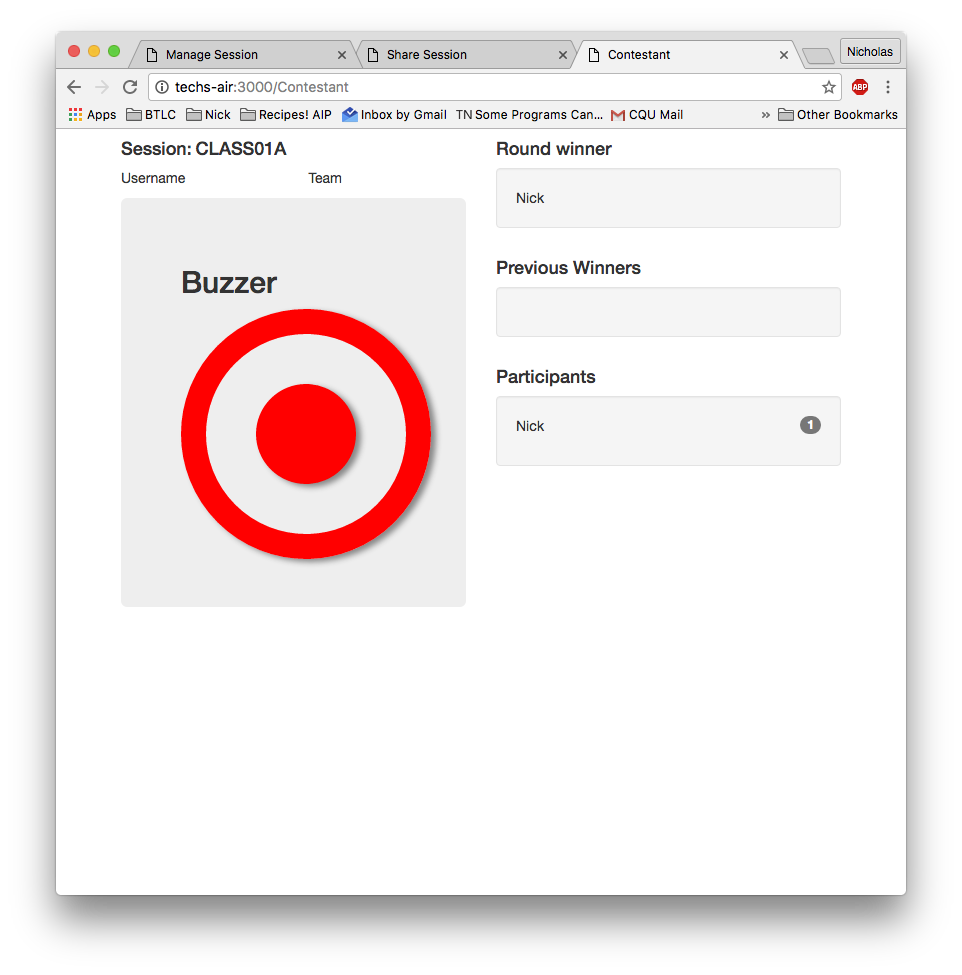 Manage Session
Share Session
Contestant
Nicholas
techs-air:3000/Contestant
ABP
Apps BTLC Nick Recipes! AIP Inbox by Gmail TN Some Programs Can... CQU Mail » Other Bookmarks
Session: CLASS01A
Username Team
Buzzer
Round winner
Nick
Previous Winners
Participants
Nick 1